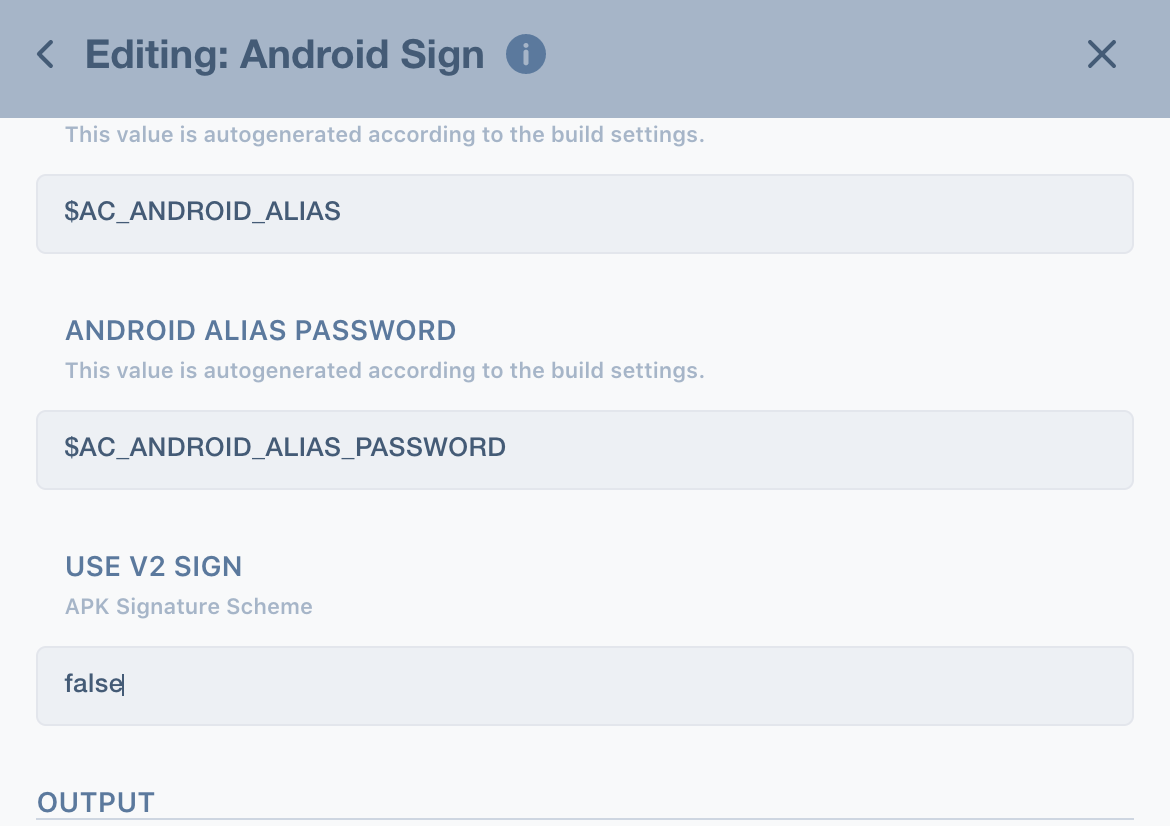 Editing: Android Sign
This value is autogenerated according to the build settings.
$AC_ANDROID_ALIAS
ANDROID ALIAS PASSWORD
This value is autogenerated according to the build settings.
$AC_ANDROID_ALIAS_PASSWORD
USE V2 SIGN
APK Signature Scheme
false
OUTPUT